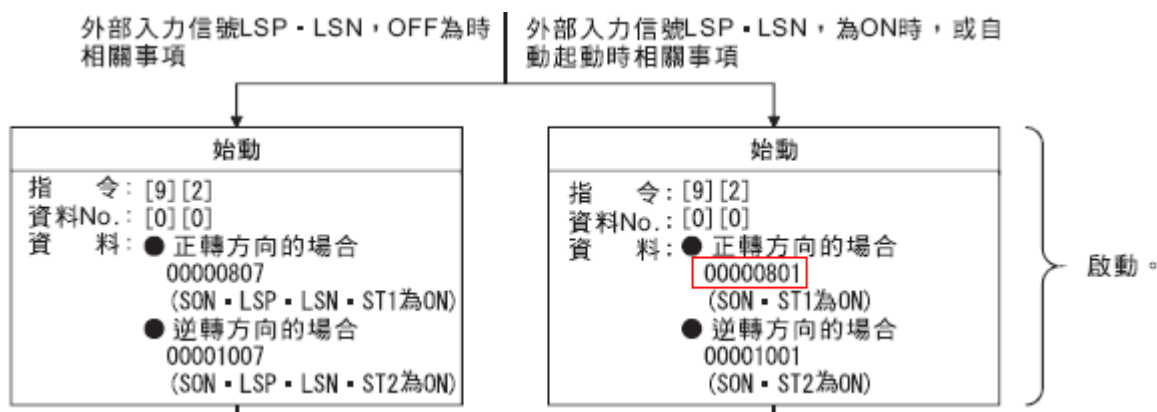 外部入力信號LSP▪LSN，OFF為時
相關事項
外部入力信號LSP▪LSN，為ON時，或自
動起動時相關事項
始動
指　　令：[9][2]
資料No.：[0][0]
資　　料：● 正轉方向的場合
00000807
(SON▪LSP▪LSN▪ST1為ON)
● 逆轉方向的場合
00001007
(SON▪LSP▪LSN▪ST2為ON)
始動
指　　令：[9][2]
資料No.：[0][0]
資　　料：● 正轉方向的場合
00000801
(SON▪ST1為ON)
● 逆轉方向的場合
00001001
(SON▪ST2為ON)
啟動。